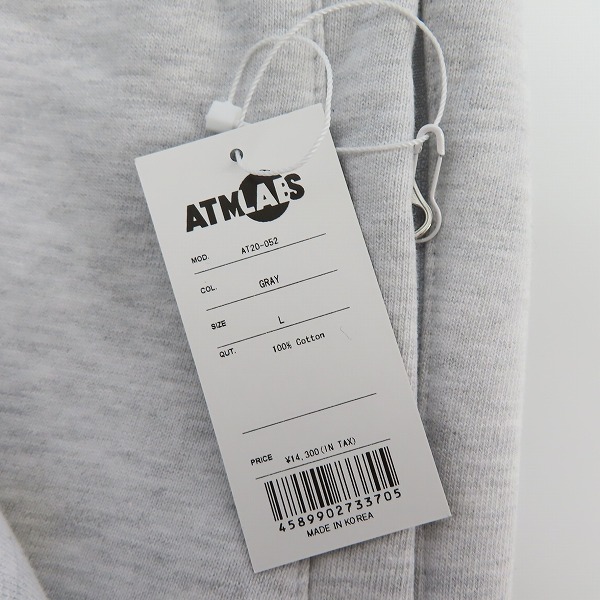 ATMLABS
MOD. AT20-052
COL. GRAY
SIZE L
QUT. 100% Cotton
PRICE ¥14,300(IN TAX)
4589902733705
MADE IN KOREA